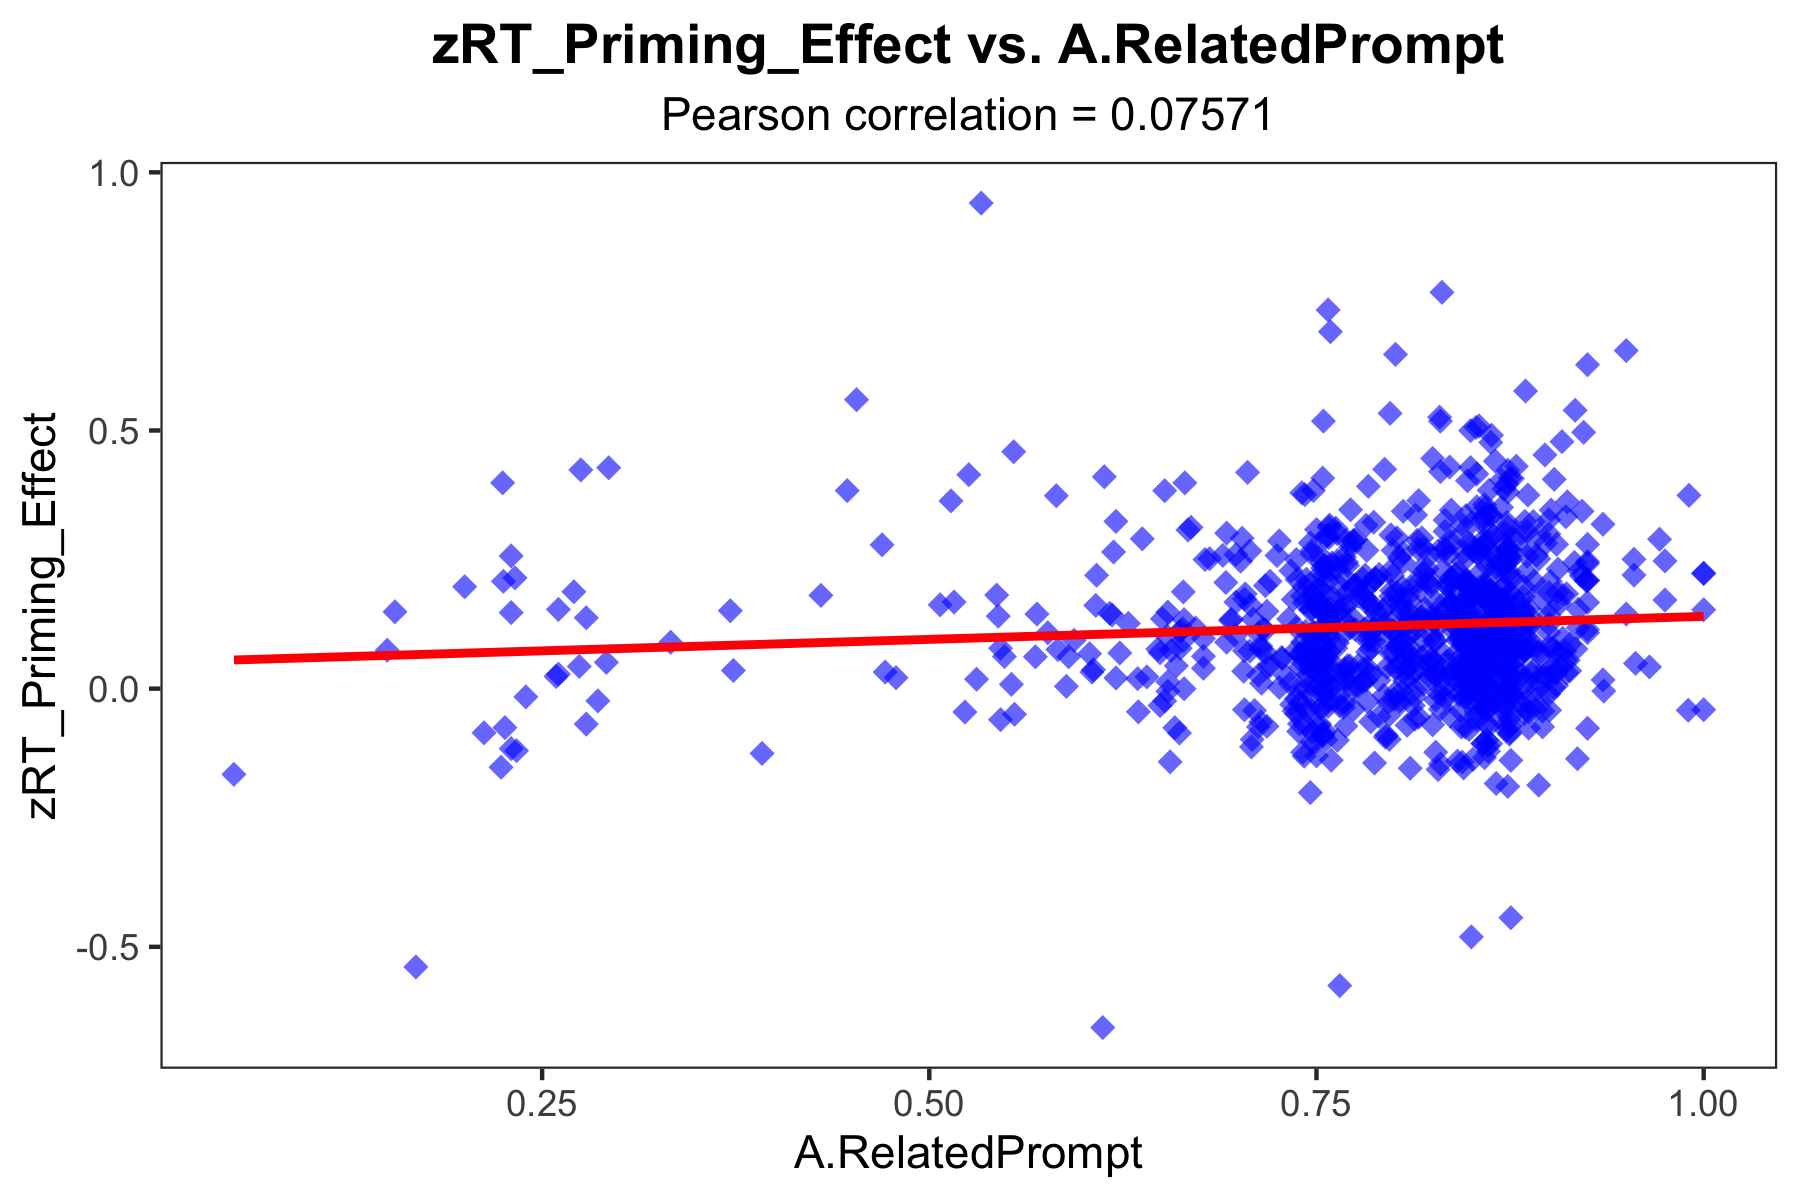 zRT_Priming_Effect vs. A.RelatedPrompt
Pearson correlation = 0.07571
zRT_Priming_Effect
1.0
0.5
0.0
-0.5
0.25
0.50
0.75
1.00
A.RelatedPrompt